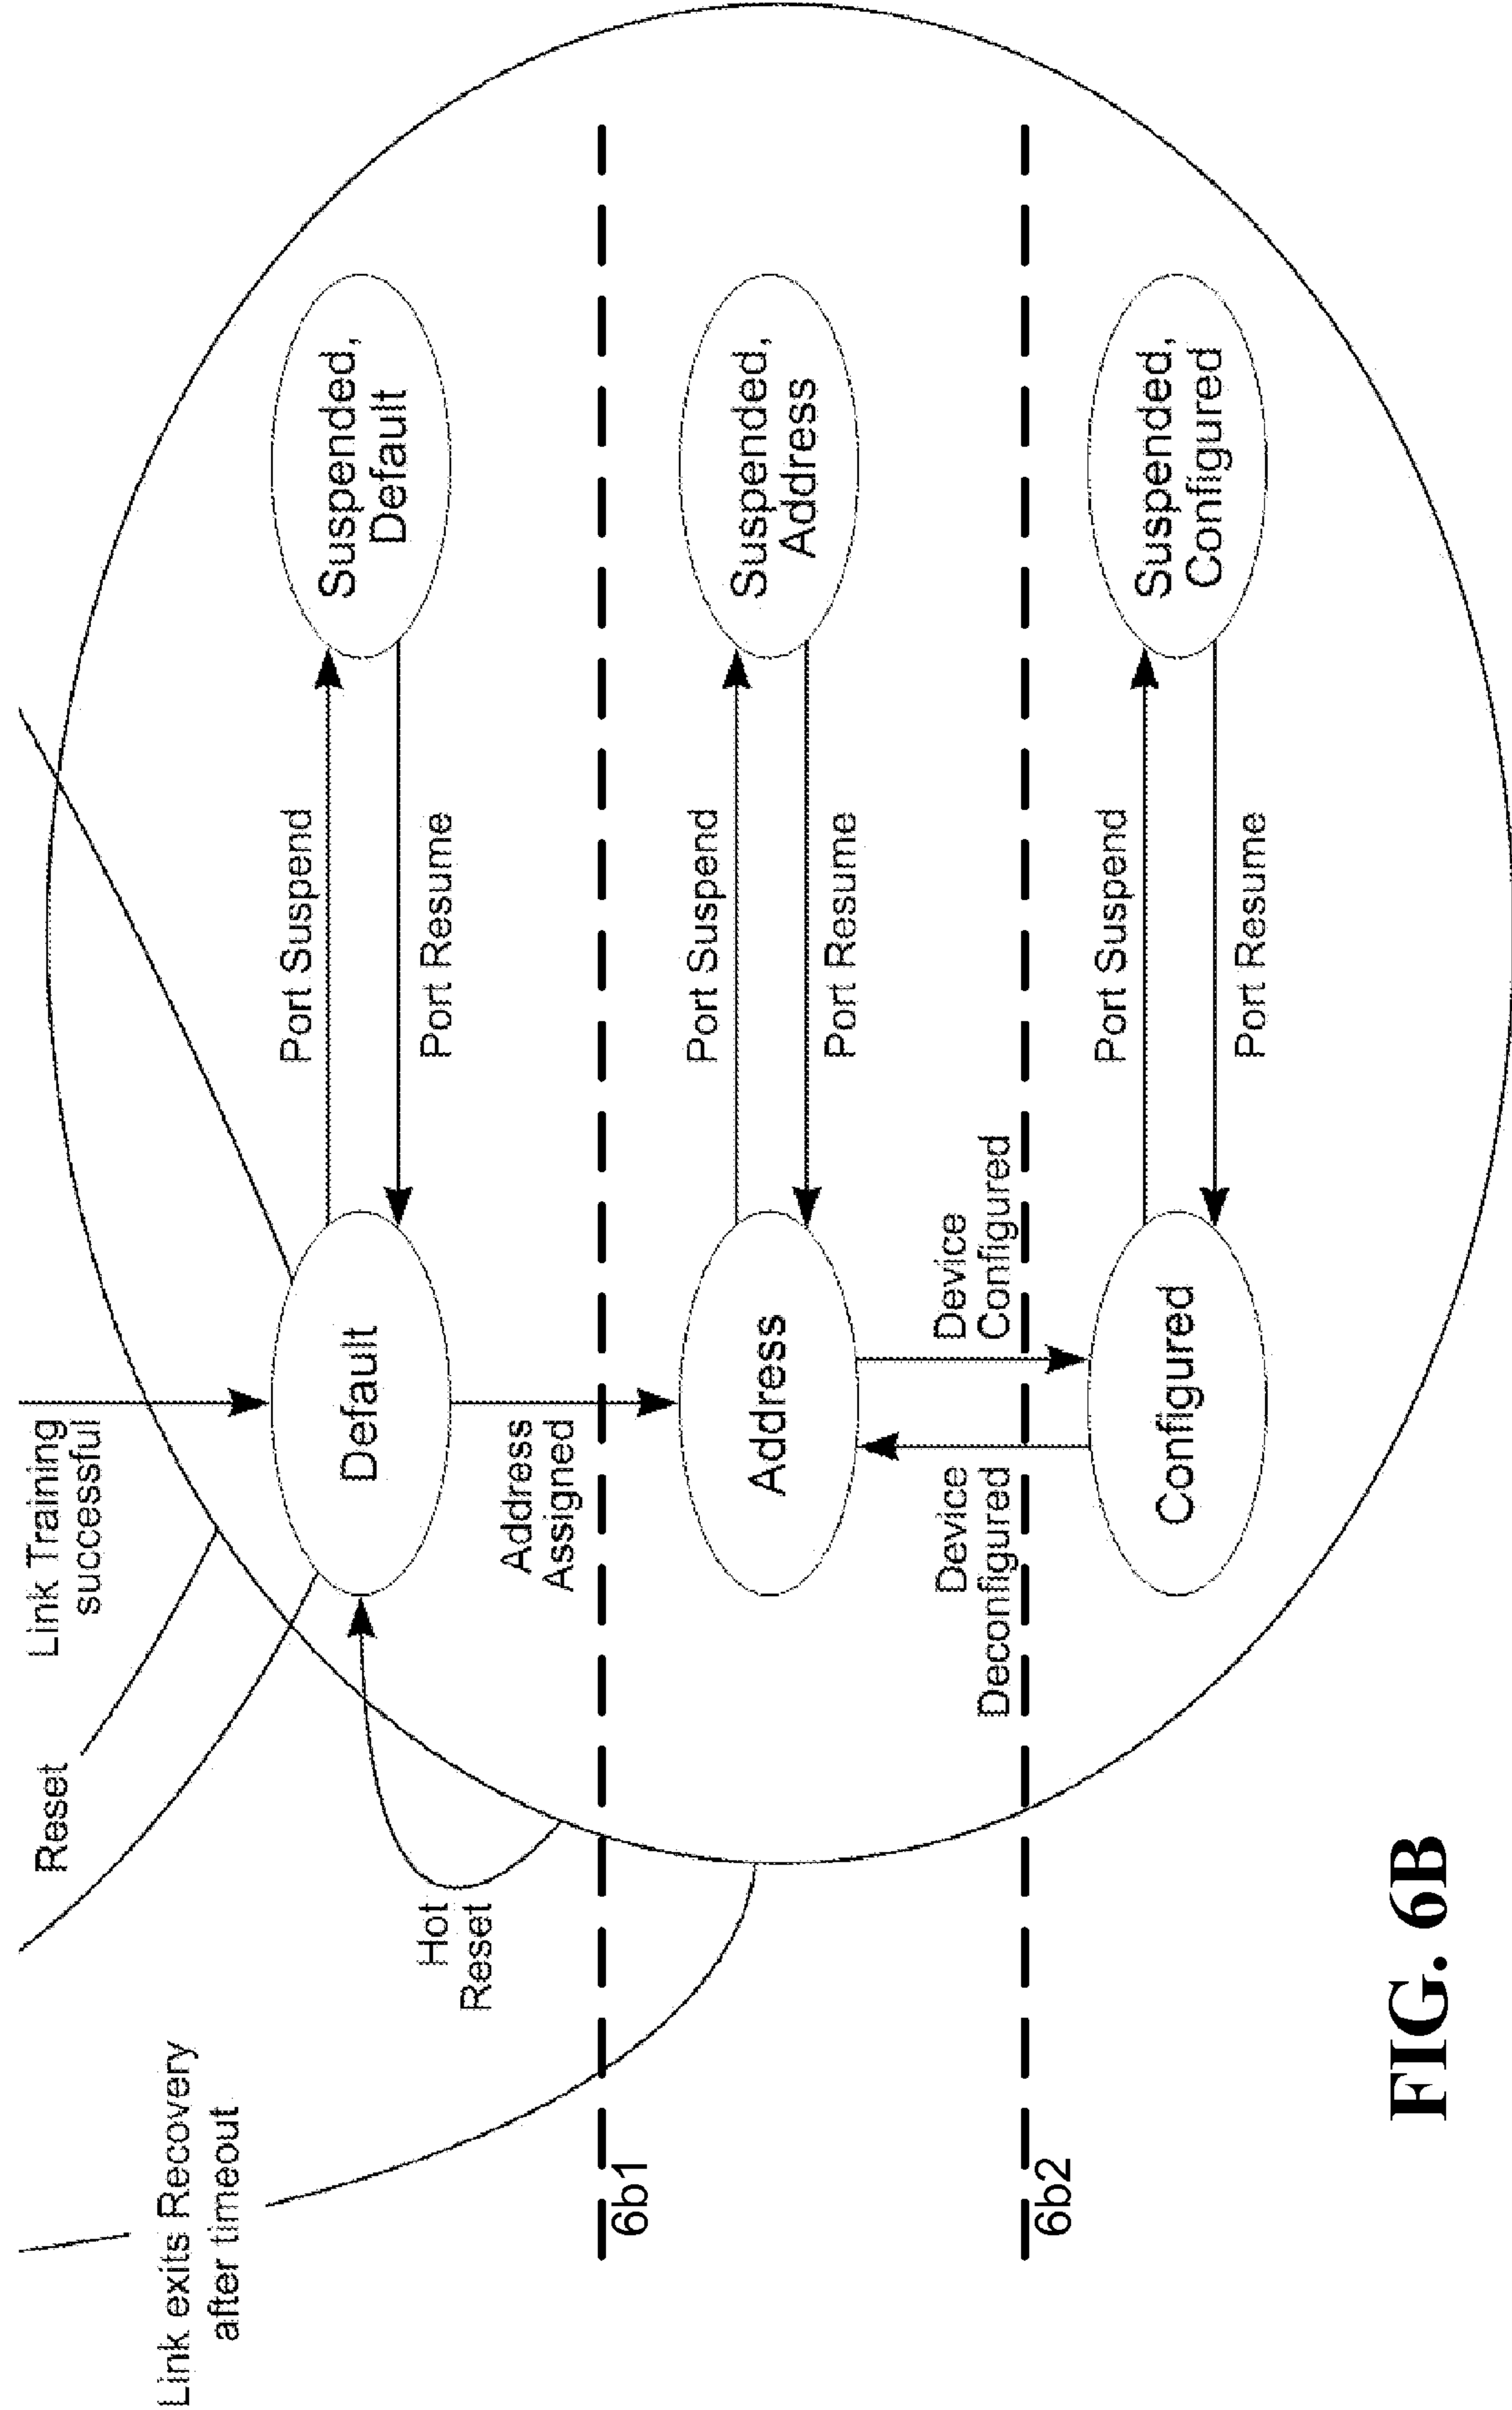 Link Training
successful
Reset
Link exits Recovery
after timeout
Hot
Reset
Default
Port Suspend
Port Resume
Suspended,
Default
Address
Assigned
6b1
Address
Port Suspend
Port Resume
Suspended,
Address
Device
Deconfigured
Device
Configured
6b2
Configured
Port Suspend
Port Resume
Suspended,
Configured
FIG. 6B